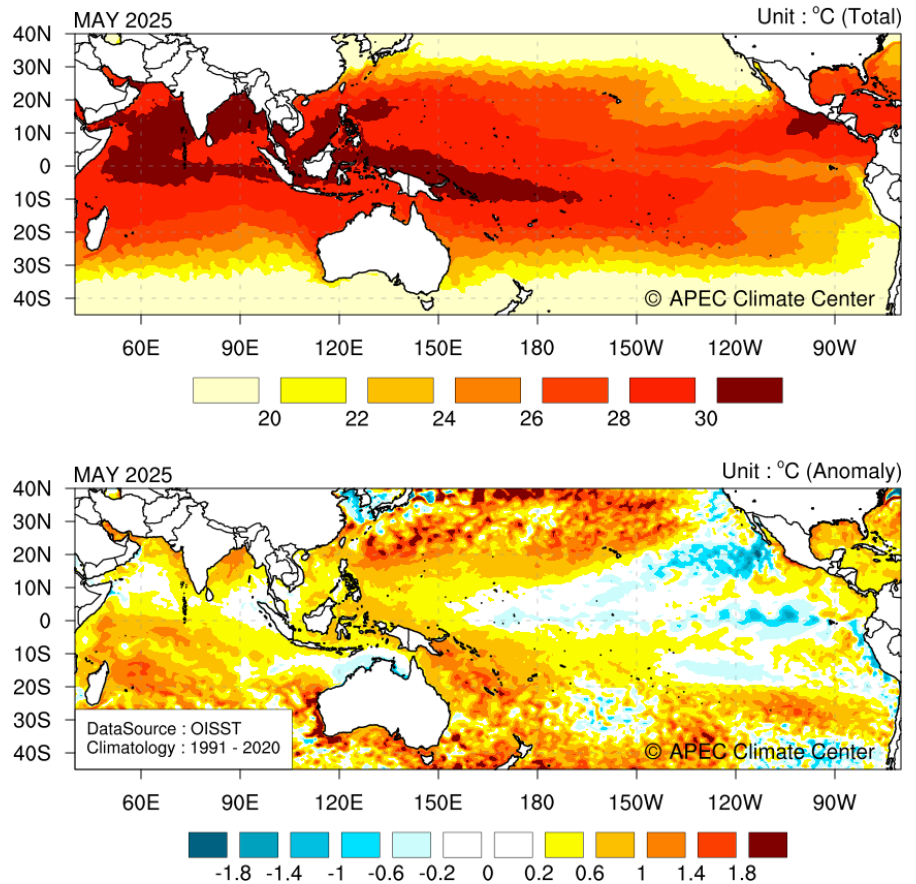 MAY 2025 Unit : °C (Total)
40N
30N
20N
10N
0
10S
20S
30S
40S
© APEC Climate Center
60E 90E 120E 150E 180 150W 120W 90W
20 22 24 26 28 30
MAY 2025 Unit : °C (Anomaly)
40N
30N
20N
10N
0
10S
20S
30S
40S
DataSource : OISST
Climatology : 1991 - 2020
© APEC Climate Center
60E 90E 120E 150E 180 150W 120W 90W
-1.8 -1.4 -1 -0.6 -0.2 0 0.2 0.6 1 1.4 1.8